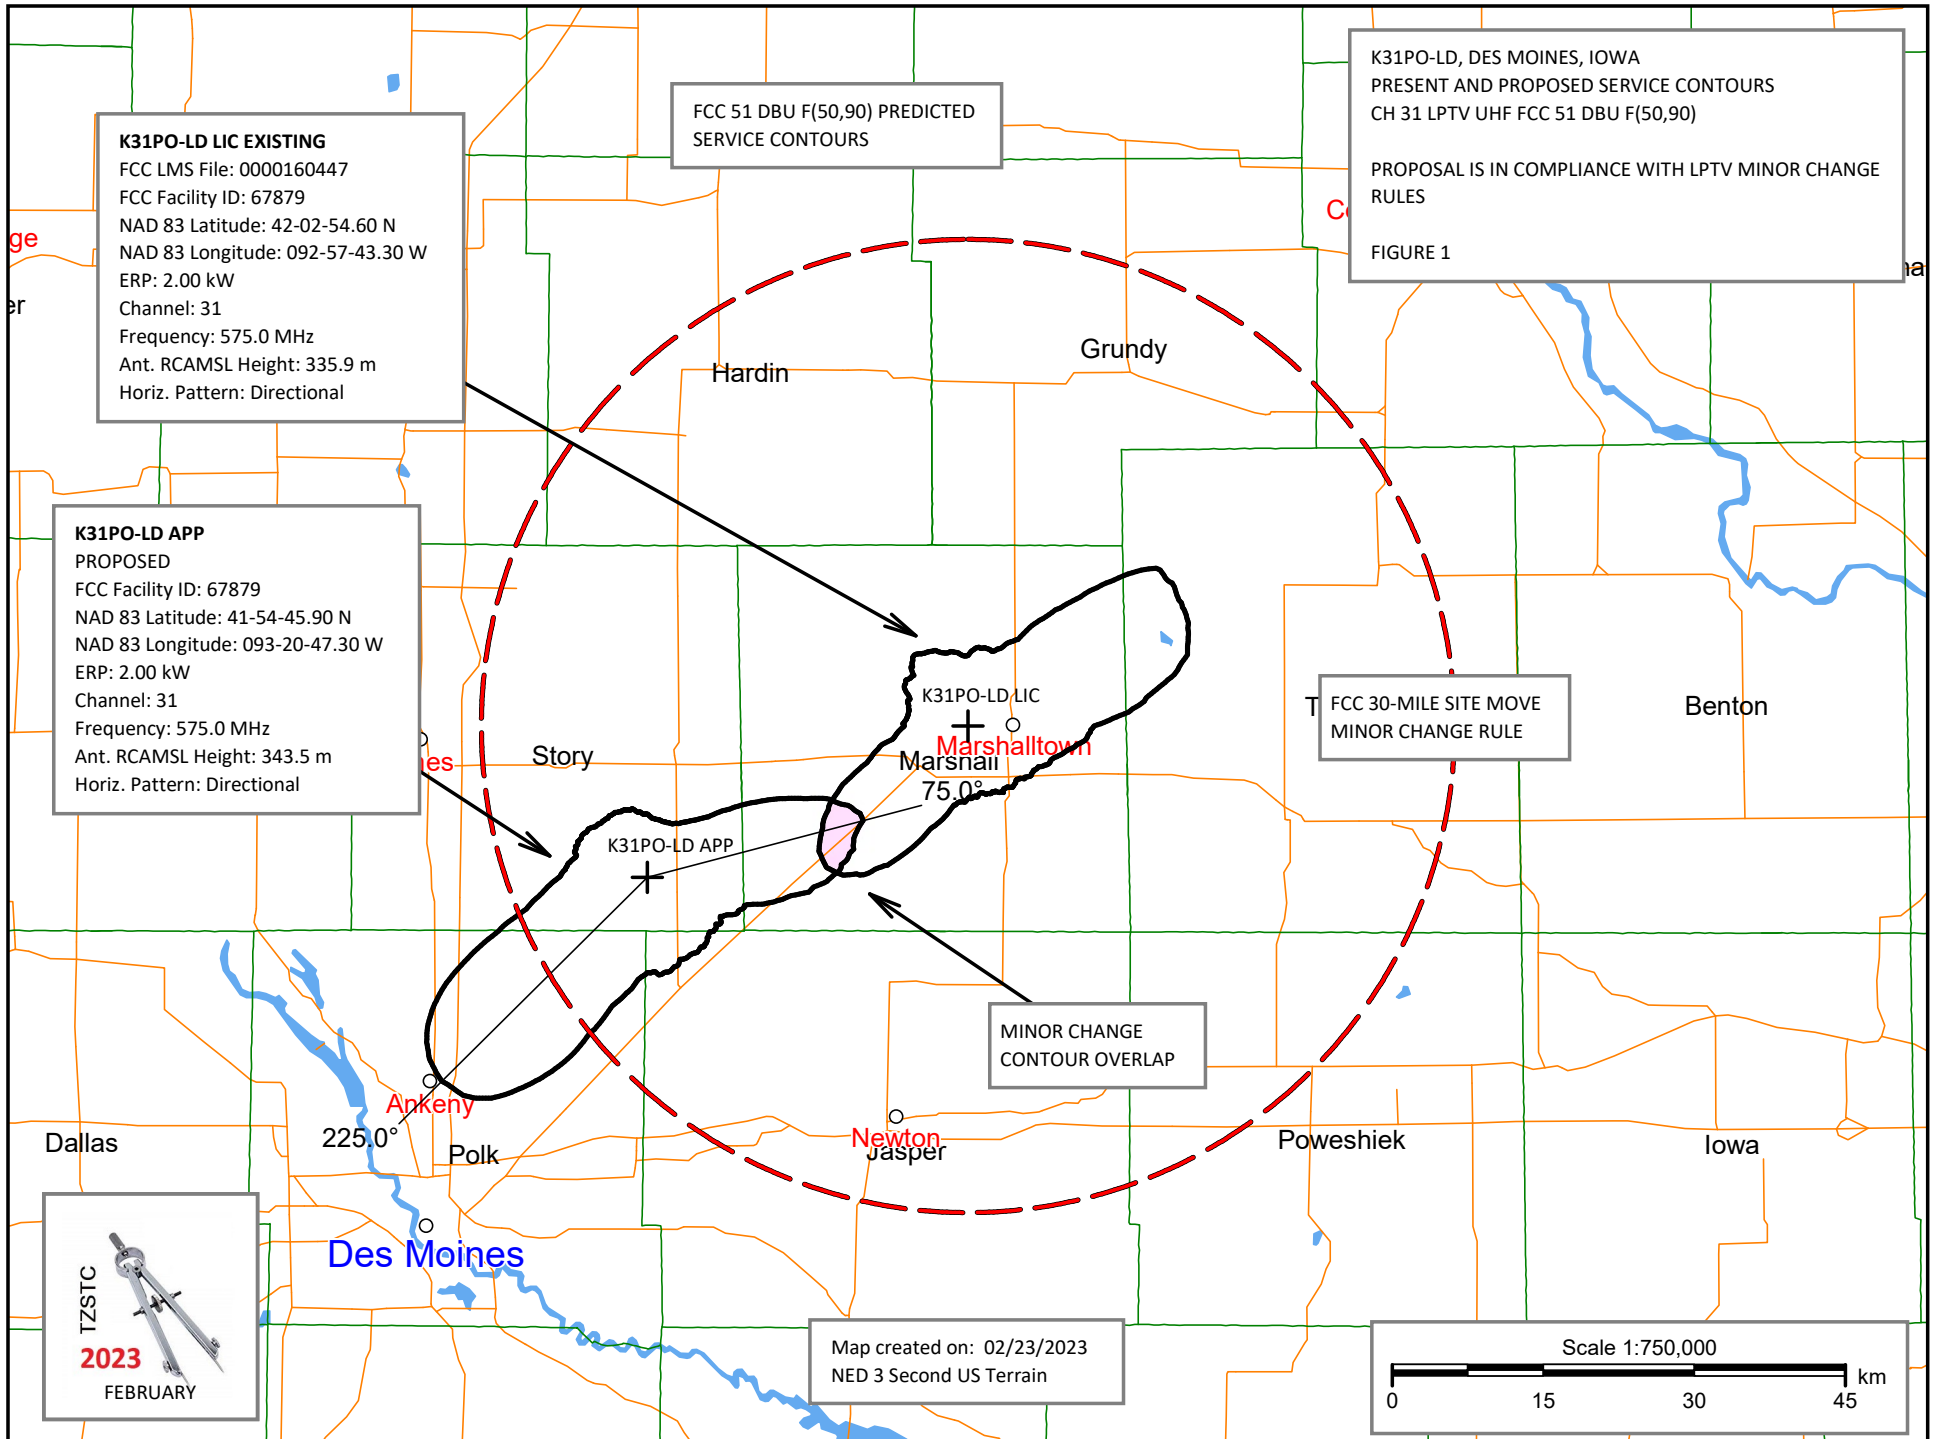 K31PO-LD, DES MOINES, IOWA
PRESENT AND PROPOSED SERVICE CONTOURS
CH 31 LPTV UHF FCC 51 DBU F(50,90)
PROPOSAL IS IN COMPLIANCE WITH LPTV MINOR CHANGE
RULES
FIGURE 1
FCC 51 DBU F(50,90) PREDICTED
SERVICE CONTOURS
K31PO-LD LIC EXISTING
FCC LMS File: 0000160447
FCC Facility ID: 67879
NAD 83 Latitude: 42-02-54.60 N
NAD 83 Longitude: 092-57-43.30 W
ERP: 2.00 kW
Channel: 31
Frequency: 575.0 MHz
Ant. RCAMSL Height: 335.9 m
Horiz. Pattern: Directional
ge
er
Hardin
Grundy
K31PO-LD APP
PROPOSED
FCC Facility ID: 67879
NAD 83 Latitude: 41-54-45.90 N
NAD 83 Longitude: 093-20-47.30 W
ERP: 2.00 kW
Channel: 31
Frequency: 575.0 MHz
Ant. RCAMSL Height: 343.5 m
Horiz. Pattern: Directional
Story
K31PO-LD LIC
Marshalltown
Marshall
75.0°
K31PO-LD APP
T
FCC 30-MILE SITE MOVE
MINOR CHANGE RULE
Benton
MINOR CHANGE
CONTOUR OVERLAP
Ankeny
225.0°
Dallas
Polk
Newton
Jasper
Poweshiek
Iowa
Des Moines
TZSTC
2023
FEBRUARY
Map created on: 02/23/2023
NED 3 Second US Terrain
Scale 1:750,000
km
0 15 30 45